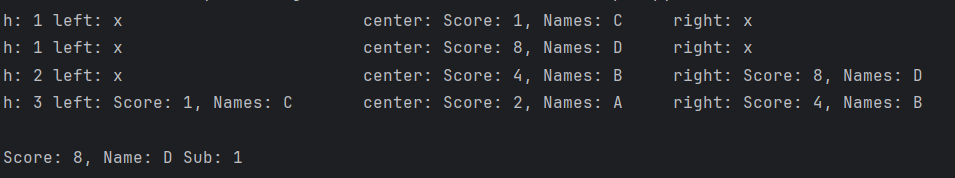 h: 1 left: x center: Score: 1, Names: C right: x
h: 1 left: x center: Score: 8, Names: D right: x
h: 2 left: x center: Score: 4, Names: B right: Score: 8, Names: D
h: 3 left: Score: 1, Names: C center: Score: 2, Names: A right: Score: 4, Names: B
Score: 8, Name: D Sub: 1